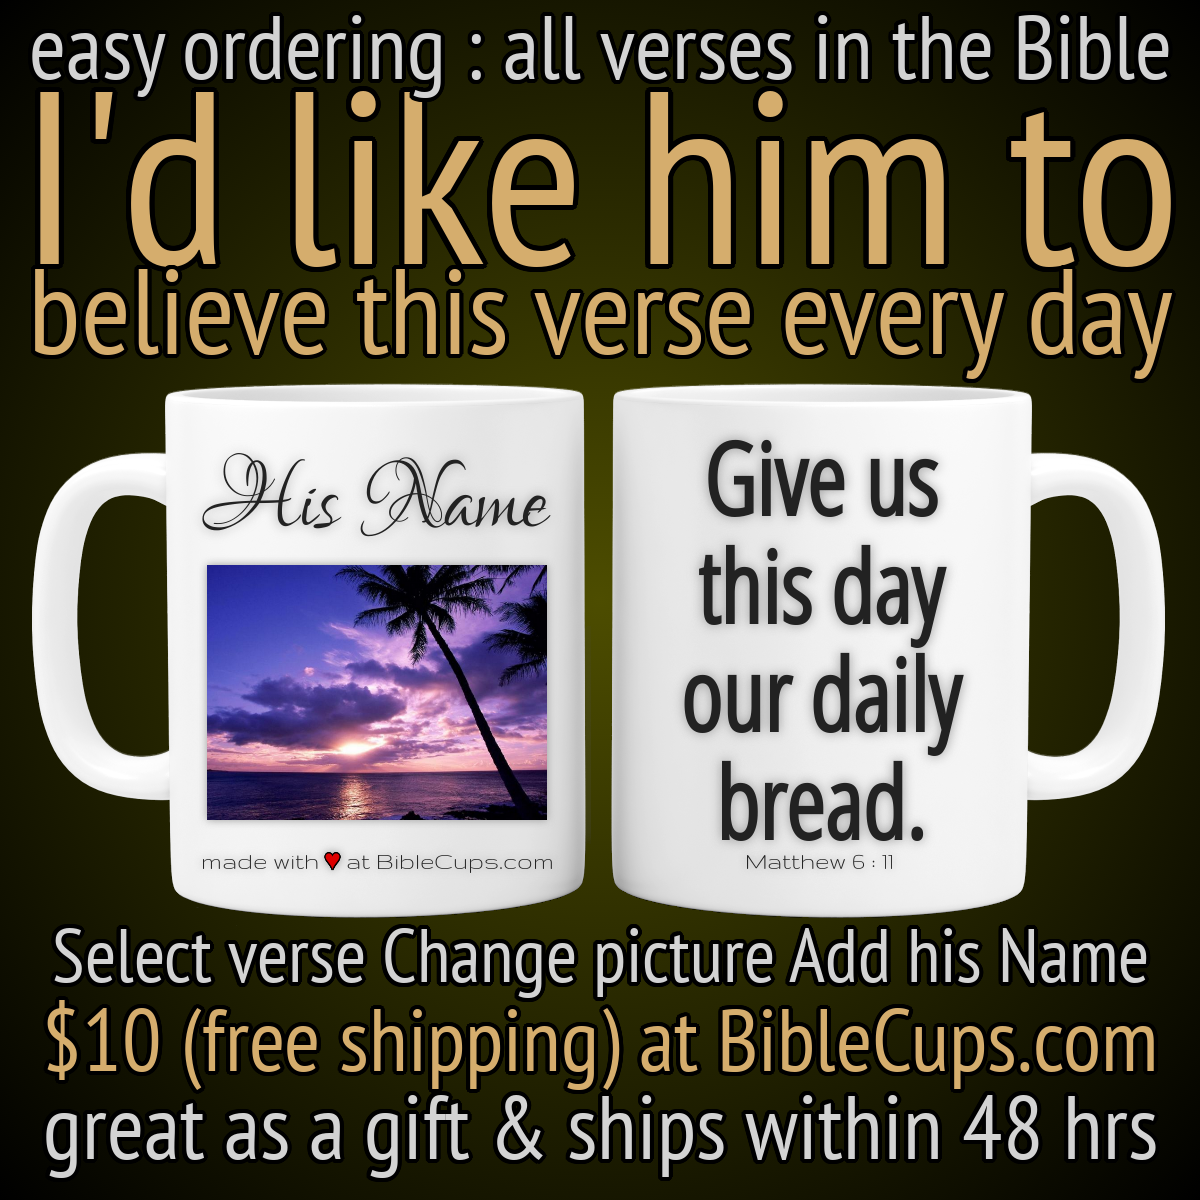 easy ordering : all verses in the Bible
I'd like him to
believe this verse every day
His Name
made with ♥ at BibleCups.com
Give us
this day
our daily
bread.
Matthew 6 : 11
Select verse Change picture Add his Name
$10 (free shipping) at BibleCups.com
great as a gift & ships within 48 hrs